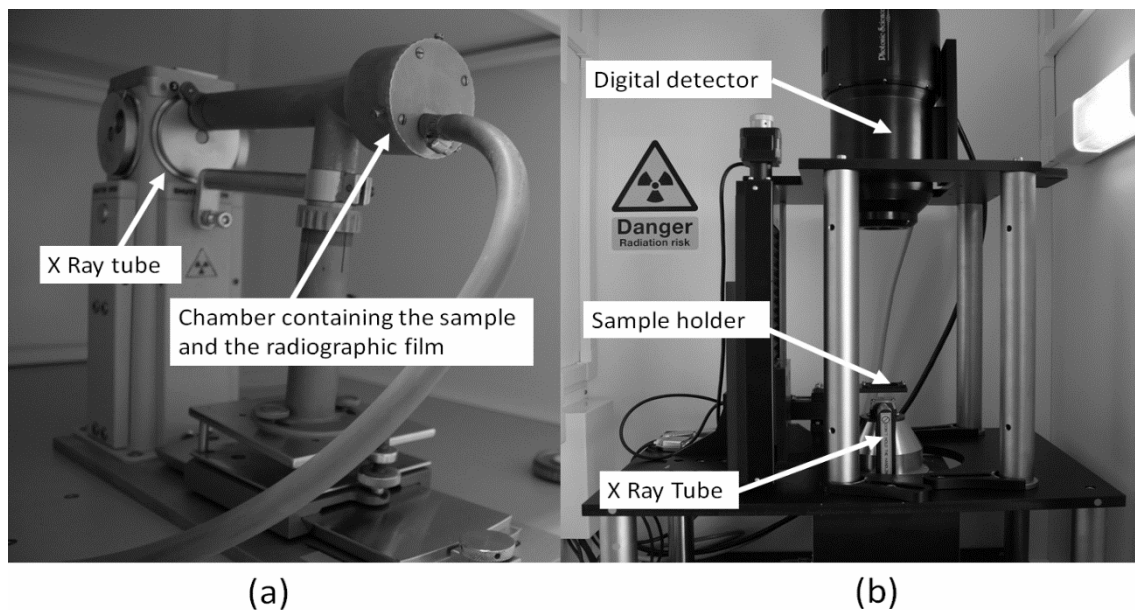 X Ray tube
Chamber containing the sample
and the radiographic film
Digital detector
Danger
Radiation risk
Sample holder
X Ray Tube
(a)
(b)